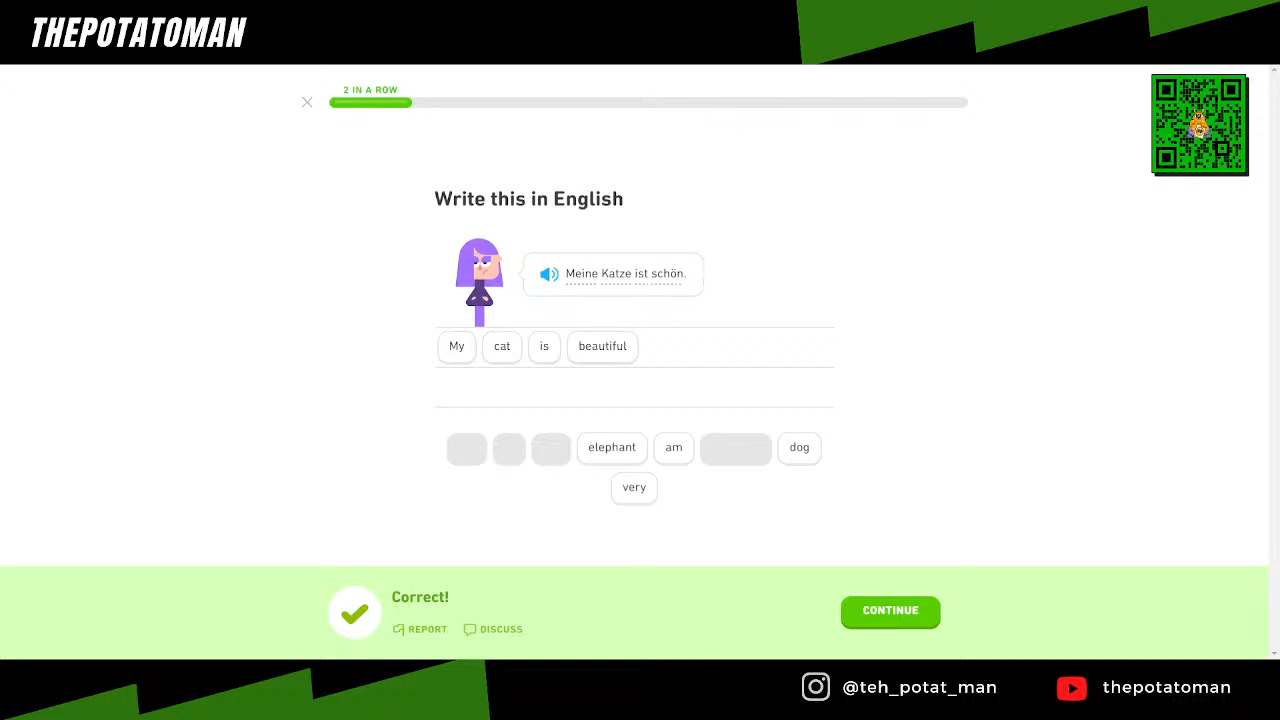 THEPOTATOMAN
2 IN A ROW
Write this in English
Meine Katze ist schön.
My cat is beautiful
elephant am dog
very
Correct!
REPORT DISCUSS
CONTINUE
@teh_potat_man thepotatoman